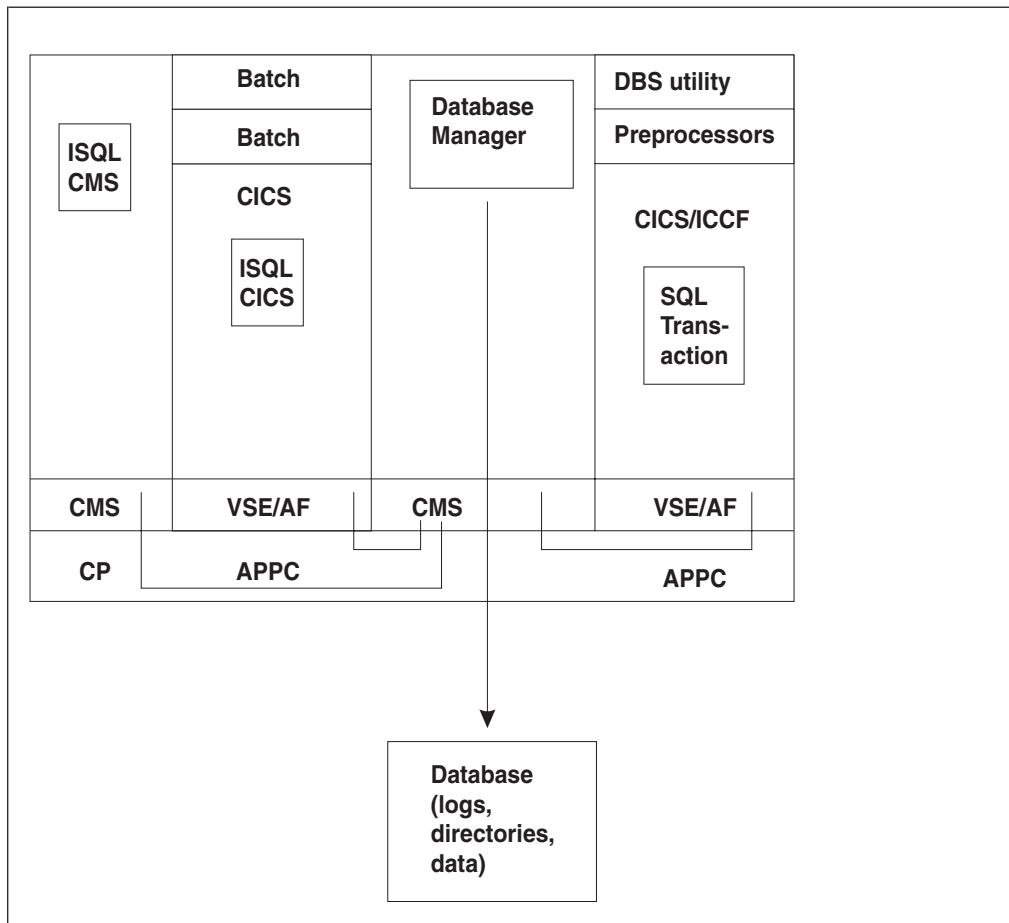 Batch
Batch
ISQL
CMS
CICS
ISQL
CICS
Database
Manager
DBS utility
Preprocessors
CICS/ICCF
SQL
Trans-
action
CMS
VSE/AF
CMS
VSE/AF
CP
APPC
APPC
Database
(logs,
directories,
data)